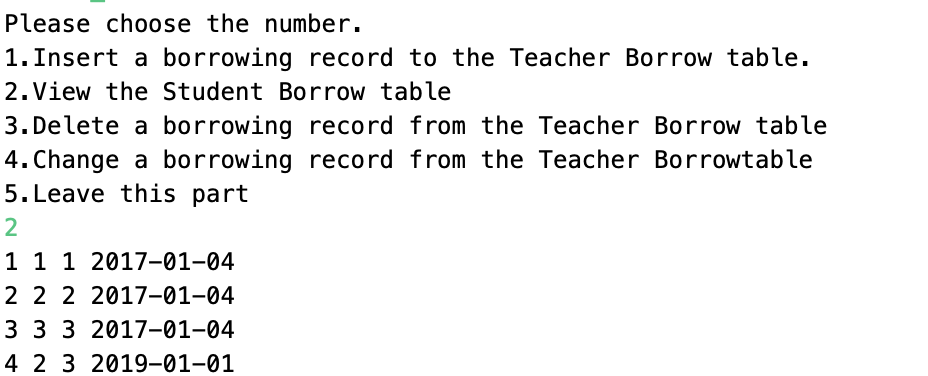 Please choose the number.
1.Insert a borrowing record to the Teacher Borrow table.
2.View the Student Borrow table
3.Delete a borrowing record from the Teacher Borrow table
4.Change a borrowing record from the Teacher Borrowtable
5.Leave this part
2
1 1 1 2017-01-04
2 2 2 2017-01-04
3 3 3 2017-01-04
4 2 3 2019-01-01